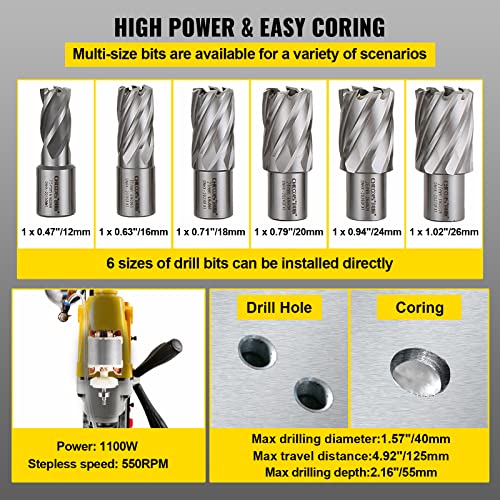 HIGH POWER & EASY CORING
Multi-size bits are available for a variety of scenarios
1 x 0.47"/12mm
1 x 0.63"/16mm
1 x 0.71"/18mm
1 x 0.79"/20mm
1 x 0.94"/24mm
1 x 1.02"/26mm
6 sizes of drill bits can be installed directly
Drill Hole
Coring
Power: 1100W
Stepless speed: 550RPM
Max drilling diameter:1.57"/40mm
Max travel distance:4.92"/125mm
Max drilling depth:2.16"/55mm